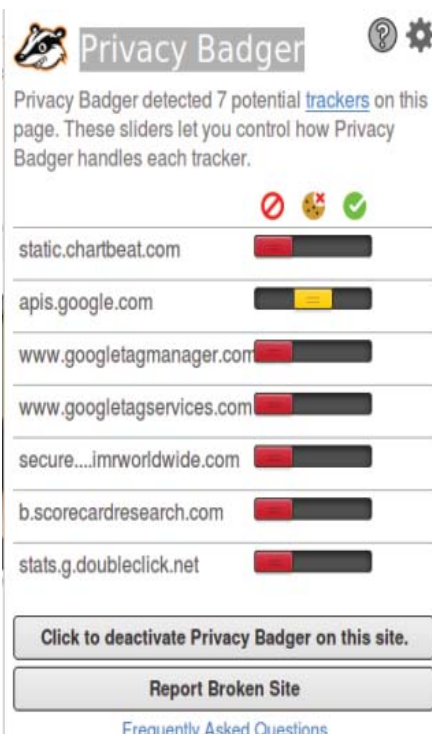 Privacy Badger
Privacy Badger detected 7 potential trackers on this
page. These sliders let you control how Privacy
Badger handles each tracker.
static.chartbeat.com
apis.google.com
www.googletagmanager.com
www.googletagservices.com
secure....imrworldwide.com
b.scorecardresearch.com
stats.g.doubleclick.net
Click to deactivate Privacy Badger on this site.
Report Broken Site
Frequently Asked Questions